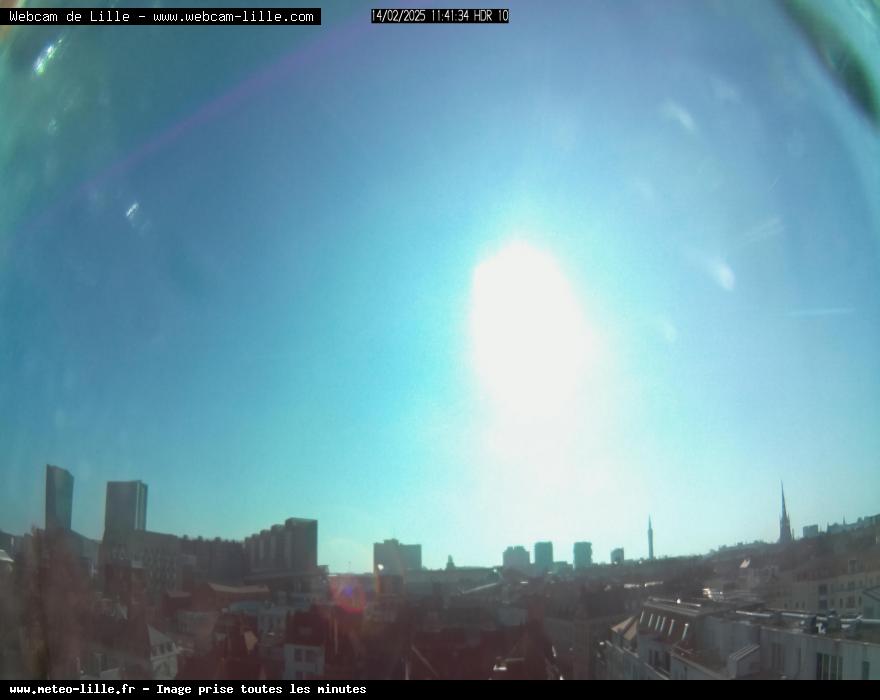 Webcam de Lille - www.webcam-lille.com
14/02/2025 11:41:34 HDR 10
www.meteo-lille.fr - Image prise toutes les minutes